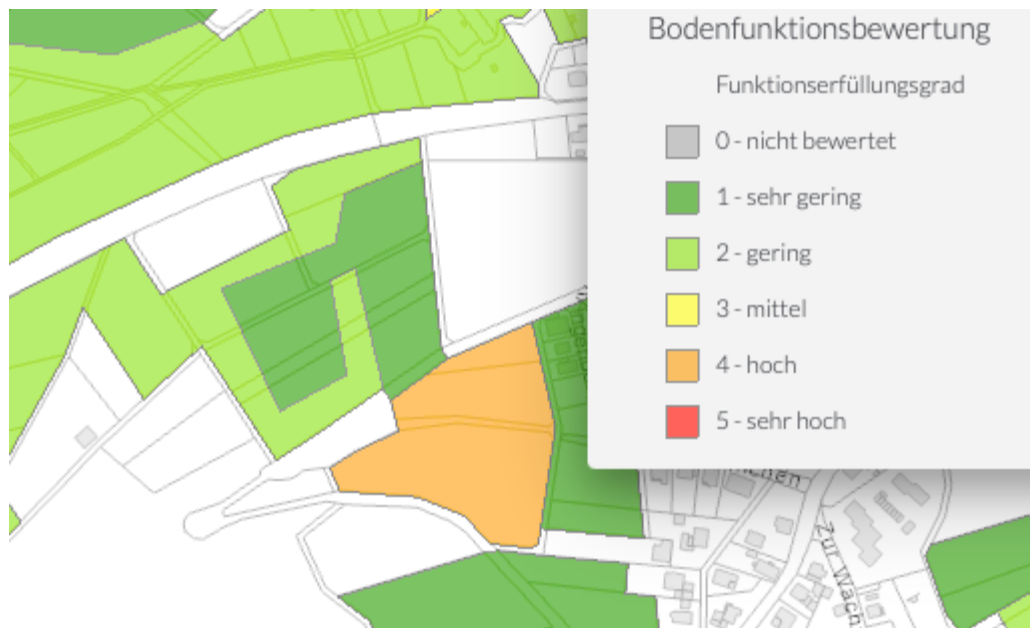 Bodenfunktionsbewertung
Funktionserfüllungsgrad
0 - nicht bewertet
1 - sehr gering
2 - gering
3 - mittel
4 - hoch
5 - sehr hoch
Zur Wach